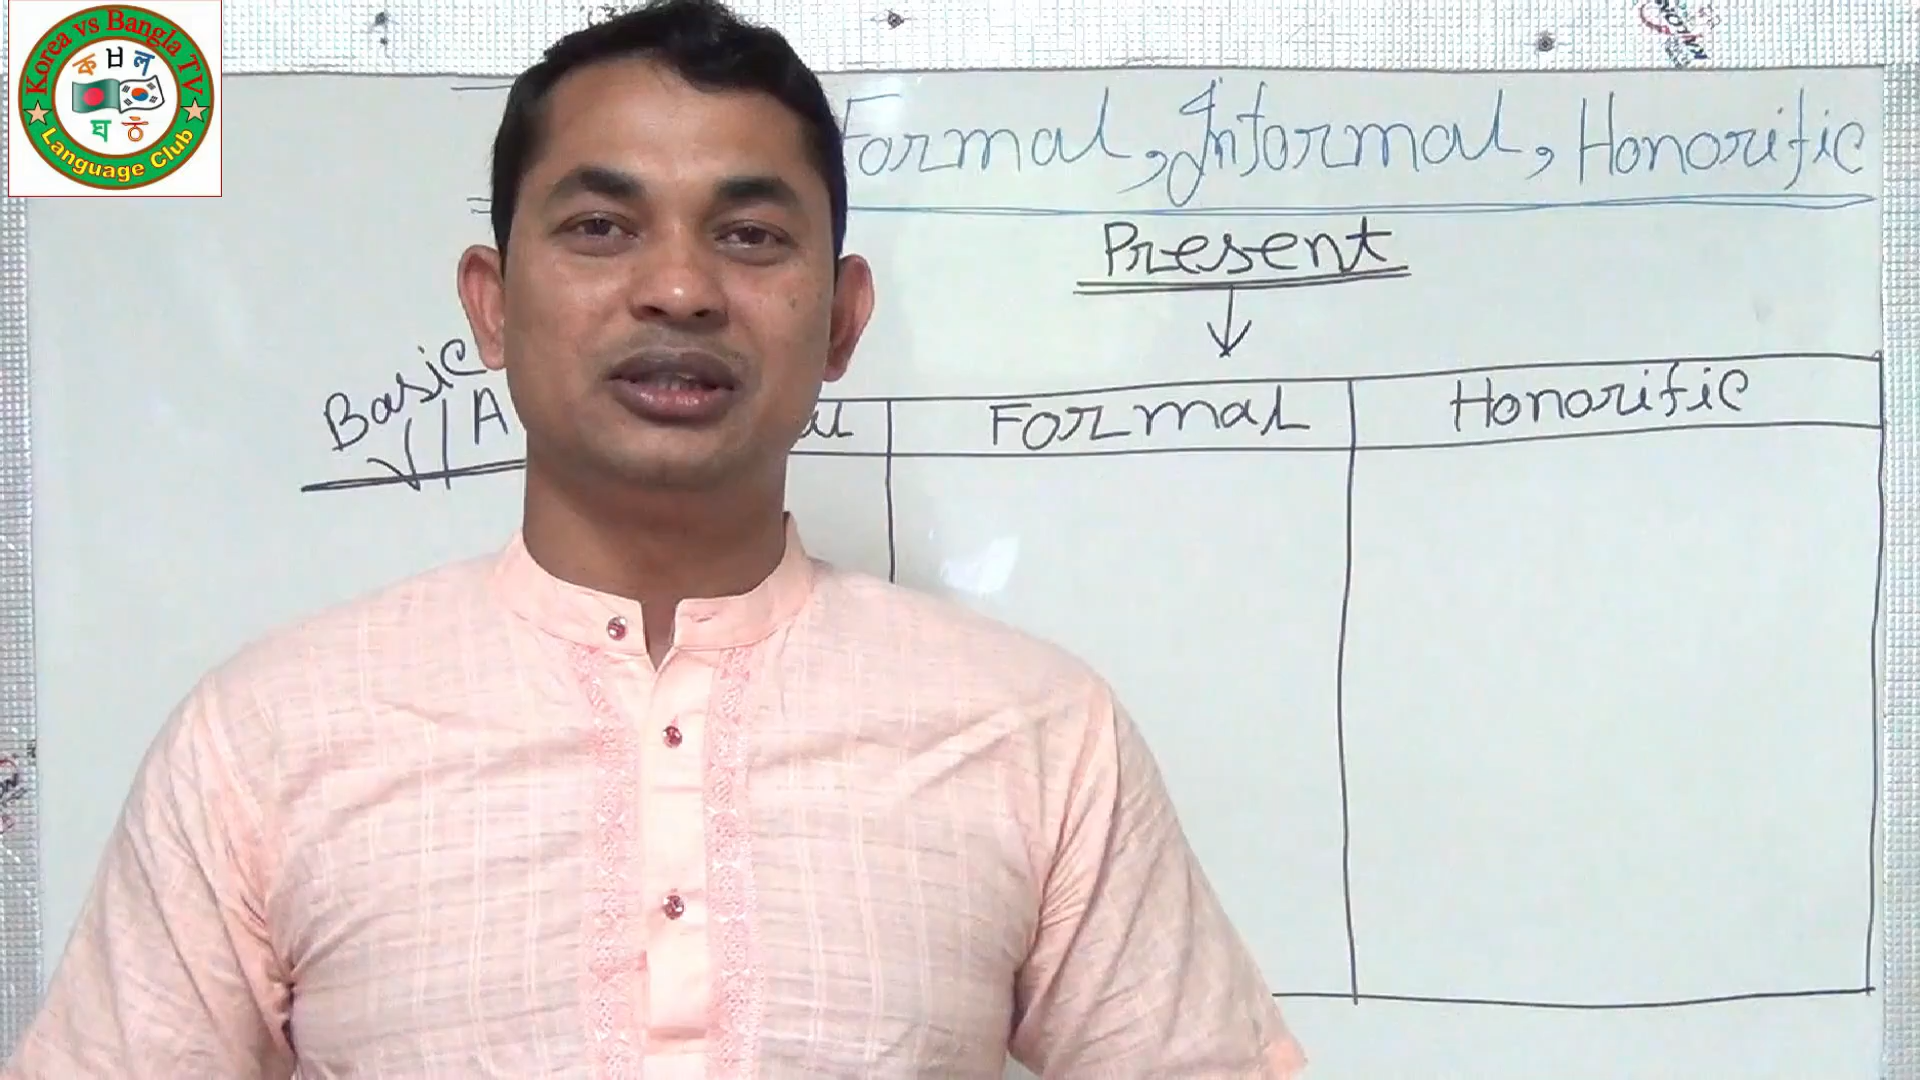 Korea vs Bangla TV
ক ㅂ ল
ঘ ঠ
Language Club
Formal, Informal, Honorific
Present
Basic
V/A
Formal
Honorific